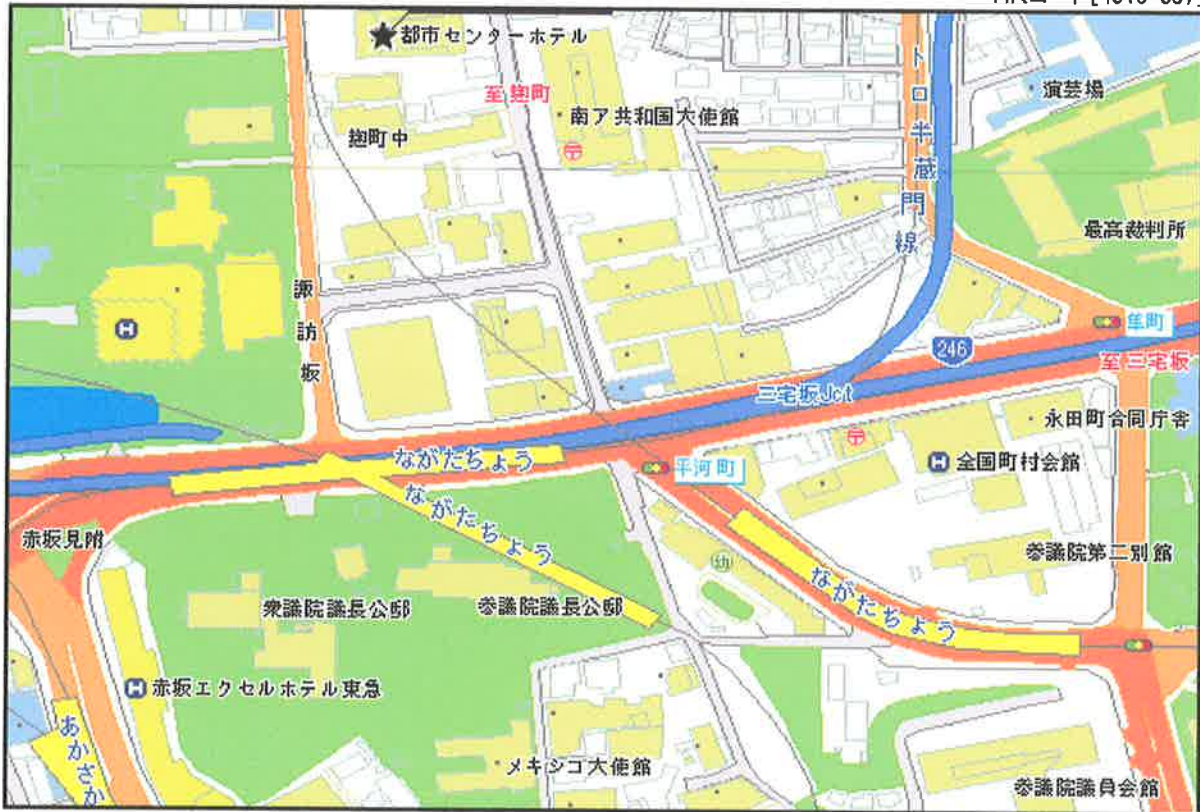 ★都市センターホテル
至麹町
南ア共和国大使館
麹町中
トロ半蔵門線
演芸場
最高裁判所
諏訪坂
隼町
246
至三宅坂
三宅坂Jct
永田町合同庁舎
ながたちょう
平河町
全国町村会館
ながたちょう
赤坂見附
幼
ながたちょう
参議院第二別館
衆議院議長公邸
参議院議長公邸
赤坂エクセルホテル東急
あかさか
メキシコ大使館
参議院議員会館